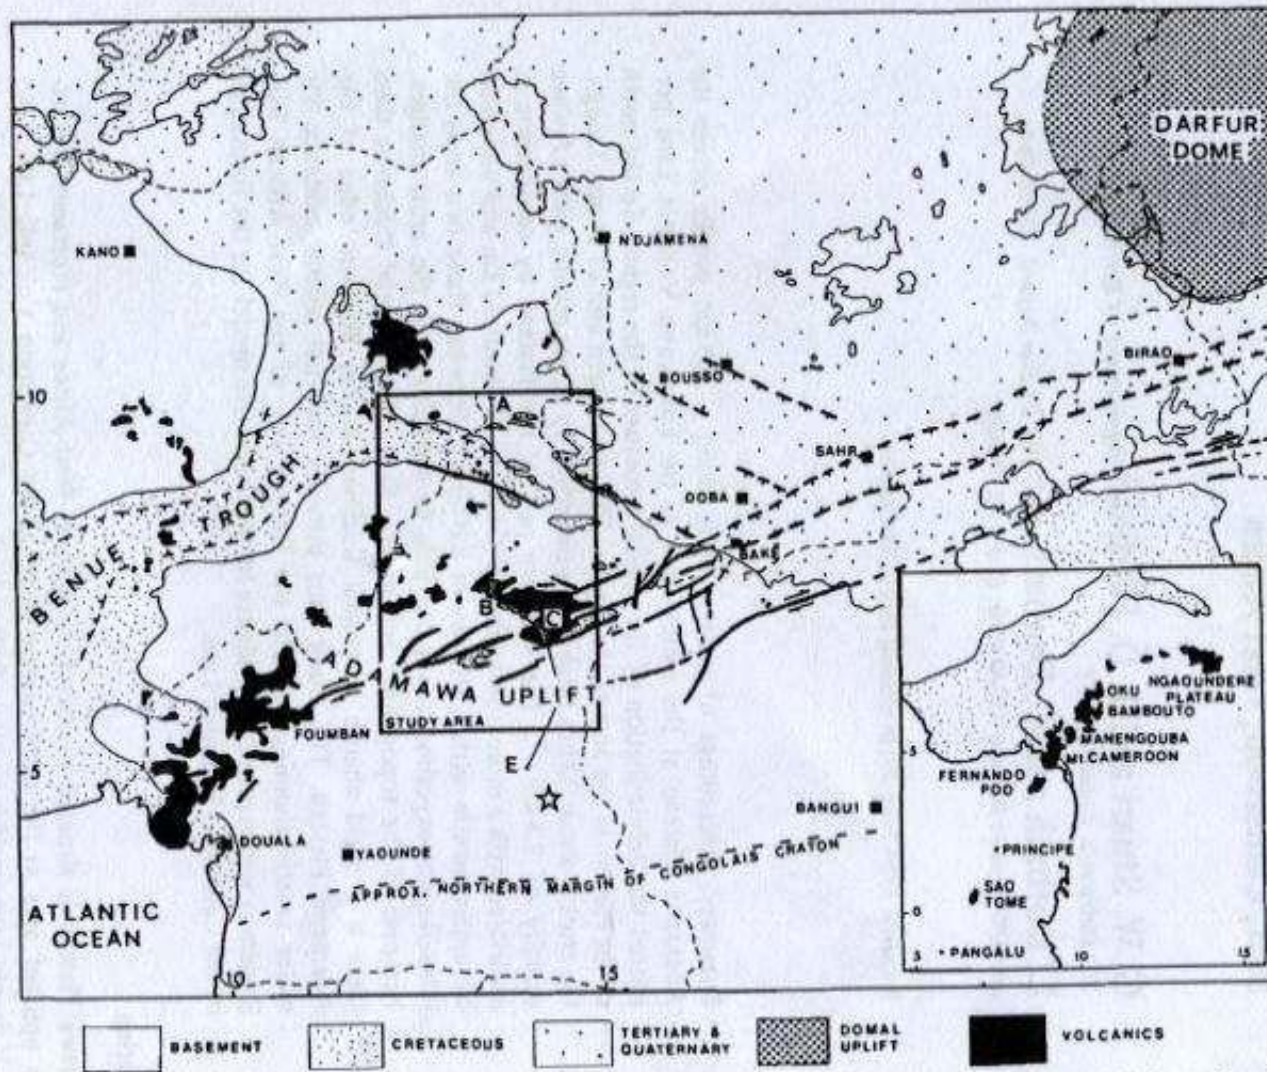 DARFUR
DOME
KANO
N'DJAMENA
BIRAO
BOUSSO
10
A
A
SAHR
DOBA
BENUE TROUGH
BAKE
B
C
ADAMAWA UPLIFT
STUDY AREA
FOUMBAN
E
5
BANGUI
DOUALA
YAOUNDE
APPROX. NORTHERN MARGIN OF CONGOLAIS CRATON
ATLANTIC
OCEAN
10
15
NGAOUNDERE
PLATEAU
OKU
BAMBOUTO
MANENGOUBA
MT.CAMEROON
5
FERNANDO
POO
PRINCIPE
SAO
TOME
0
PANGALU
5
10
15
BASEMENT
CRETACEOUS
TERTIARY &
QUATERNARY
DOMAL
UPLIFT
VOLCANICS